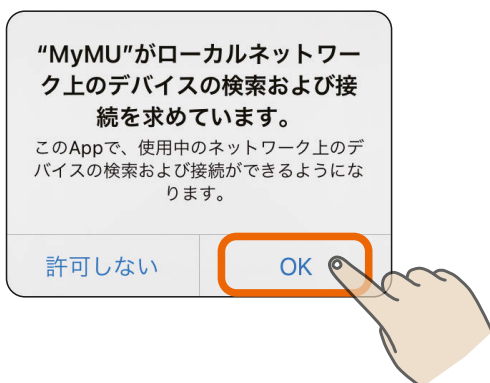 “MyMU”がローカルネットワー
ク上のデバイスの検索および接
続を求めています。
このAppで、使用中のネットワーク上のデ
バイスの検索および接続ができるようにな
ります。
許可しない OK